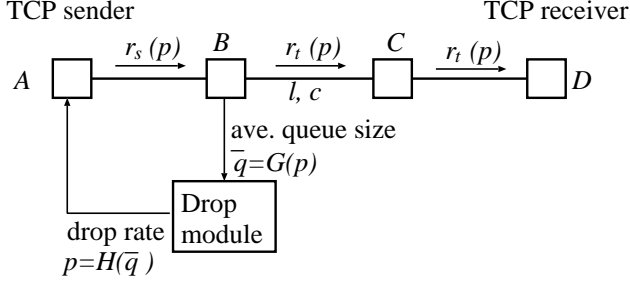 TCP sender
TCP receiver
A
r_s (p)
B
r_t (p)
C
r_t (p)
D
l, c
ave. queue size
q̅=G(p)
Drop
module
drop rate
p=H(q̅ )